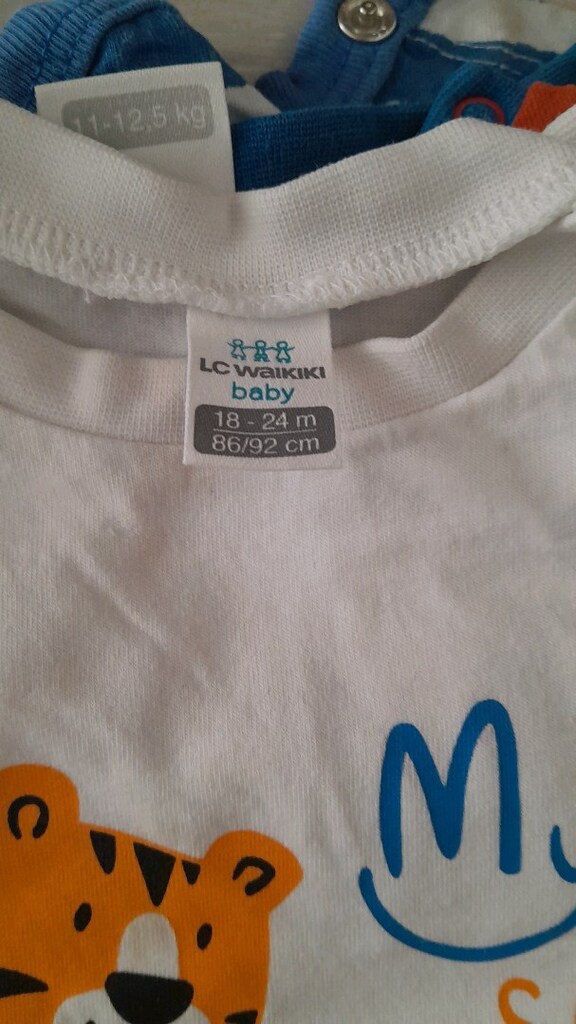 11-12,5 kg
LC WAIKIKI
baby
18 - 24 m
86/92 cm
M
s